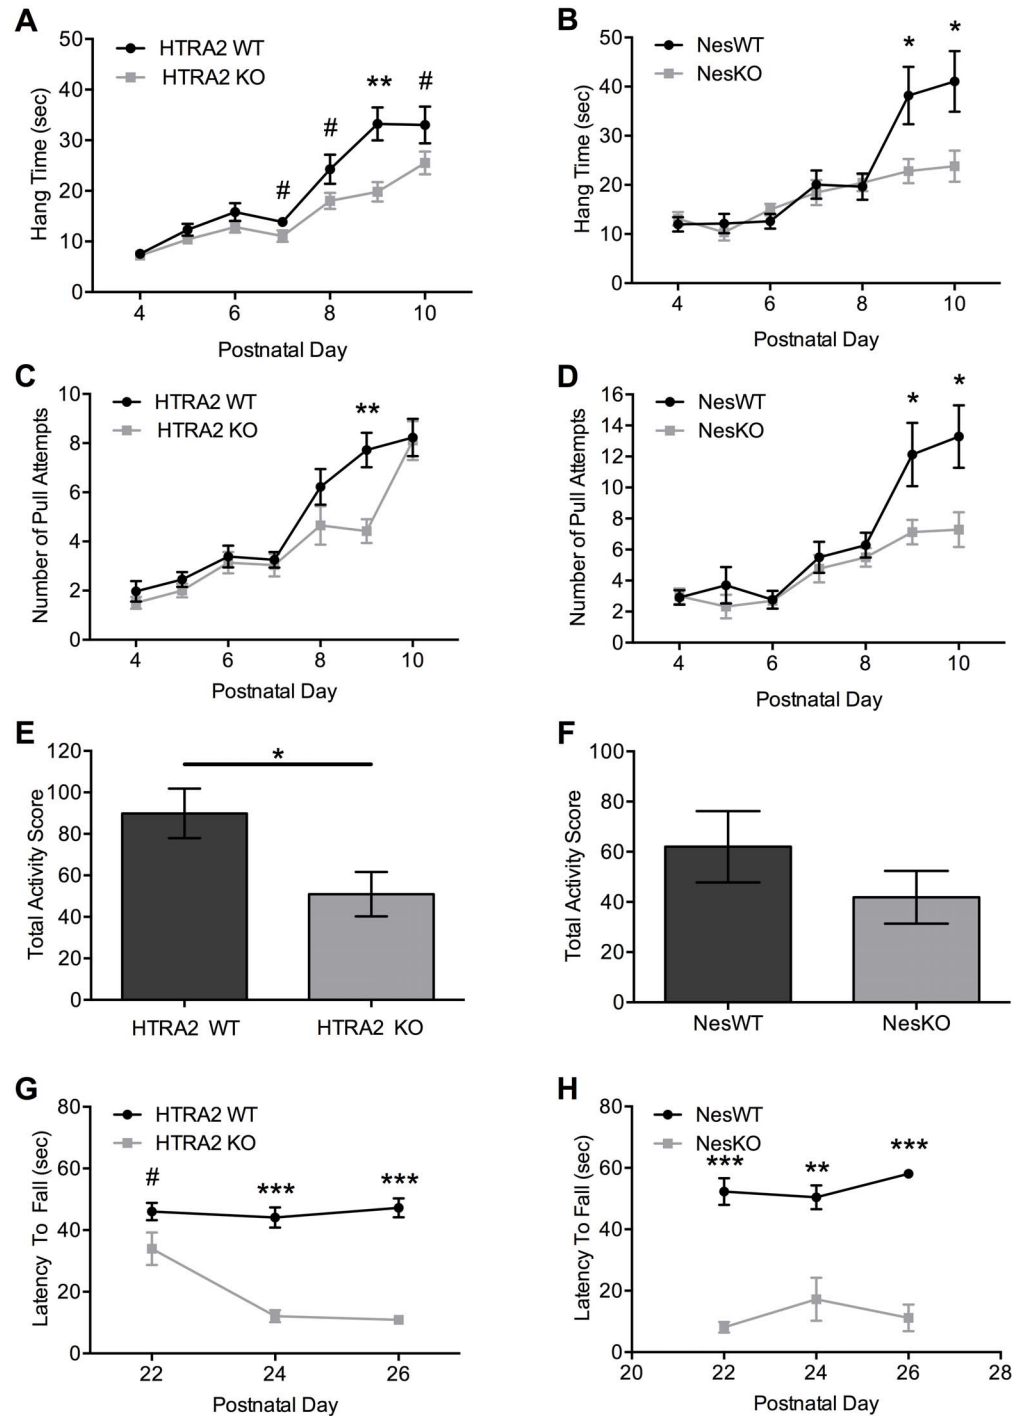 A
50
40
30
20
10
0
Hang Time (sec)
HTRA2 WT
HTRA2 KO
#
#
**
#
4
6
8
10
Postnatal Day
B
50
40
30
20
10
0
Hang Time (sec)
NesWT
NesKO
*
*
4
6
8
10
Postnatal Day
C
10
8
6
4
2
0
Number of Pull Attempts
HTRA2 WT
HTRA2 KO
**
4
6
8
10
Postnatal Day
D
16
14
12
10
8
6
4
2
0
Number of Pull Attempts
NesWT
NesKO
*
*
4
6
8
10
Postnatal Day
E
120
100
80
60
40
20
0
Total Activity Score
*
HTRA2 WT
HTRA2 KO
F
100
80
60
40
20
0
Total Activity Score
NesWT
NesKO
G
80
60
40
20
0
Latency To Fall (sec)
HTRA2 WT
HTRA2 KO
#
***
***
22
24
26
Postnatal Day
H
80
60
40
20
0
Latency To Fall (sec)
NesWT
NesKO
***
**
***
20
22
24
26
28
Postnatal Day